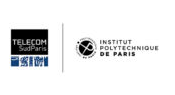 TELECOM
SudParis
INSTITUT
POLYTECHNIQUE
DE PARIS